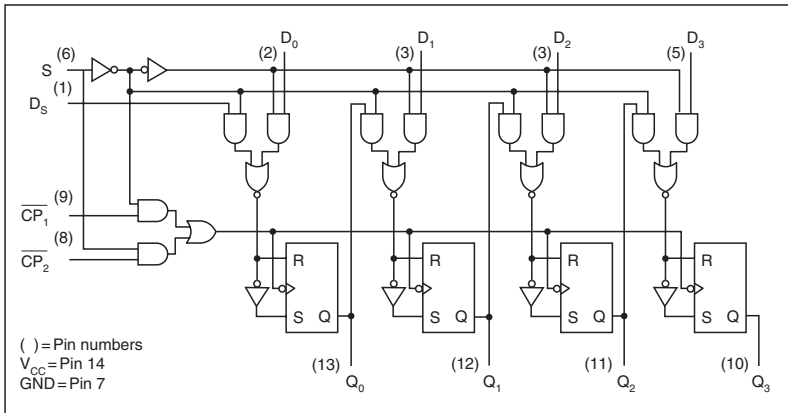 D0 D1 D2 D3
(6) (2) (3) (3) (5)
S
(1)
DS
(9)
CP1
(8)
CP2
R R R R
S Q S Q S Q S Q
( ) = Pin numbers
VCC = Pin 14
GND = Pin 7
(13) (12) (11) (10)
Q0 Q1 Q2 Q3